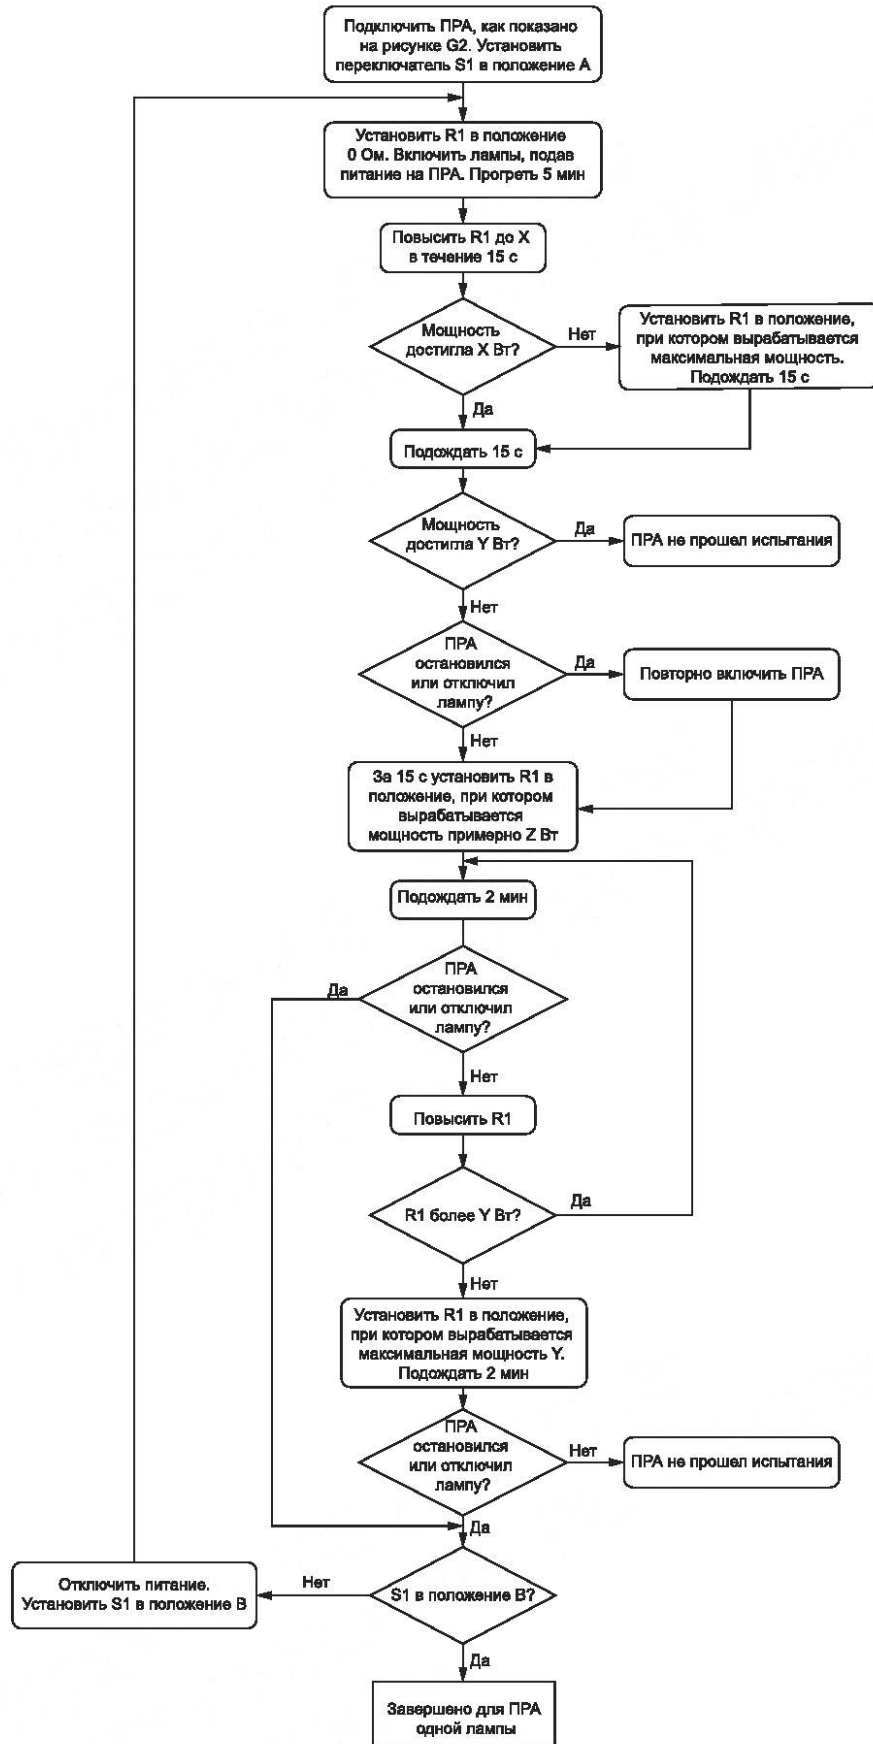 Подключить ПРА, как показано
на рисунке G2. Установить
переключатель S1 в положение А
Установить R1 в положение
0 Ом. Включить лампы, подав
питание на ПРА. Прогреть 5 мин
Повысить R1 до X
в течение 15 с
Мощность
достигла X Вт?
Нет
Установить R1 в положение,
при котором вырабатывается
максимальная мощность.
Подождать 15 с
Да
Подождать 15 с
Мощность
достигла Y Вт?
Да
ПРА не прошел испытания
Нет
ПРА
остановился
или отключил
лампу?
Да
Повторно включить ПРА
Нет
За 15 с установить R1 в
положение, при котором
вырабатывается
мощность примерно Z Вт
Подождать 2 мин
ПРА
остановился
или отключил
лампу?
Да
Нет
Повысить R1
R1 более Y Вт?
Да
Нет
Установить R1 в положение,
при котором вырабатывается
максимальная мощность Y.
Подождать 2 мин
ПРА
остановился
или отключил
лампу?
Нет
ПРА не прошел испытания
Да
S1 в положение В?
Нет
Отключить питание.
Установить S1 в положение В
Да
Завершено для ПРА
одной лампы